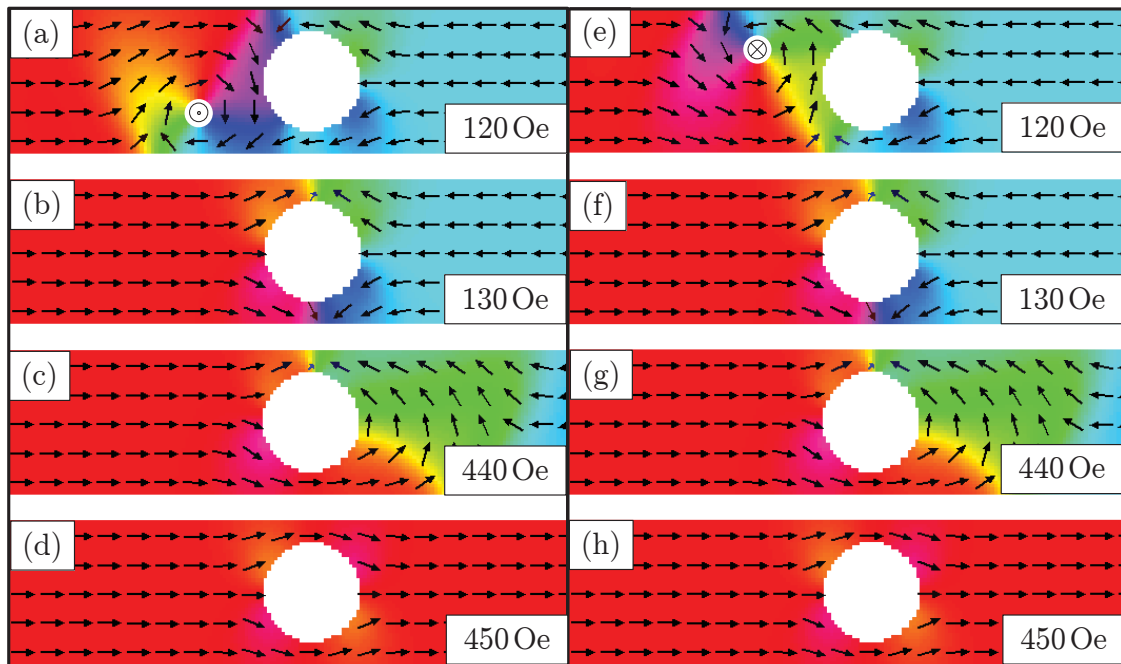 (a)
120 Oe
(b)
130 Oe
(c)
440 Oe
(d)
450 Oe
(e)
120 Oe
(f)
130 Oe
(g)
440 Oe
(h)
450 Oe